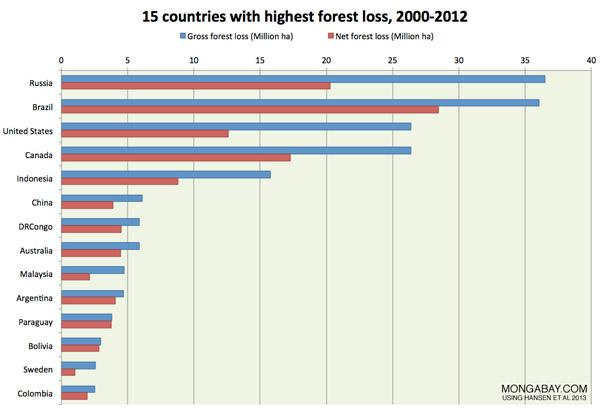 15 countries with highest forest loss, 2000-2012
Gross forest loss (Million ha) Net forest loss (Million ha)
0 5 10 15 20 25 30 35 40
Russia
Brazil
United States
Canada
Indonesia
China
DRCongo
Australia
Malaysia
Argentina
Paraguay
Bolivia
Sweden
Colombia
MONGABAY.COM
USING HANSEN ET AL 2013